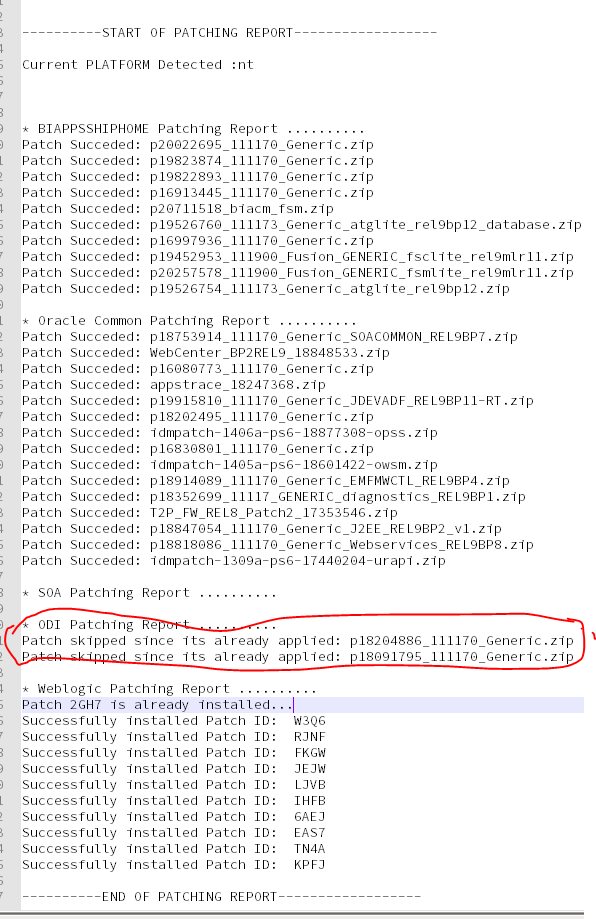 ----------START OF PATCHING REPORT------------------
Current PLATFORM Detected :nt
* BIAPPSSHIPHOME Patching Report ..........
Patch Succeded: p20022695_111170_Generic.zip
Patch Succeded: p19823874_111170_Generic.zip
Patch Succeded: p19822893_111170_Generic.zip
Patch Succeded: p16913445_111170_Generic.zip
Patch Succeded: p20711518_biacm_fsm.zip
Patch Succeded: p19526760_111173_Generic_atglite_rel9bp12_database.zip
Patch Succeded: p16997936_111170_Generic.zip
Patch Succeded: p19452953_111900_Fusion_GENERIC_fsclite_rel9mlr11.zip
Patch Succeded: p20257578_111900_Fusion_GENERIC_fsmlite_rel9mlr11.zip
Patch Succeded: p19526754_111173_Generic_atglite_rel9bp12.zip
* Oracle Common Patching Report ..........
Patch Succeded: p18753914_111170_Generic_SOACOMMON_REL9BP7.zip
Patch Succeded: WebCenter_BP2REL9_18848533.zip
Patch Succeded: p16080773_111170_Generic.zip
Patch Succeded: appstrace_18247368.zip
Patch Succeded: p19915810_111170_Generic_JDEVADF_REL9BP11-RT.zip
Patch Succeded: p18202495_111170_Generic.zip
Patch Succeded: idmpatch-1406a-ps6-18877308-opss.zip
Patch Succeded: p16830801_111170_Generic.zip
Patch Succeded: idmpatch-1405a-ps6-18601422-owsm.zip
Patch Succeded: p18914089_111170_Generic_EMFMWCTL_REL9BP4.zip
Patch Succeded: p18352699_11117_GENERIC_diagnostics_REL9BP1.zip
Patch Succeded: T2P_FW_REL8_Patch2_17353546.zip
Patch Succeded: p18847054_111170_Generic_J2EE_REL9BP2_v1.zip
Patch Succeded: p18818086_111170_Generic_Webservices_REL9BP8.zip
Patch Succeded: idmpatch-1309a-ps6-17440204-urapi.zip
* SOA Patching Report ..........
* ODI Patching Report ..........
Patch skipped since its already applied: p18204886_111170_Generic.zip
Patch skipped since its already applied: p18091795_111170_Generic.zip
* Weblogic Patching Report ..........
Patch 2GH7 is already installed...
Successfully installed Patch ID:  W3Q6
Successfully installed Patch ID:  RJNF
Successfully installed Patch ID:  FKGW
Successfully installed Patch ID:  JEJW
Successfully installed Patch ID:  LJVB
Successfully installed Patch ID:  IHFB
Successfully installed Patch ID:  6AEJ
Successfully installed Patch ID:  EAS7
Successfully installed Patch ID:  TN4A
Successfully installed Patch ID:  KPFJ
----------END OF PATCHING REPORT------------------